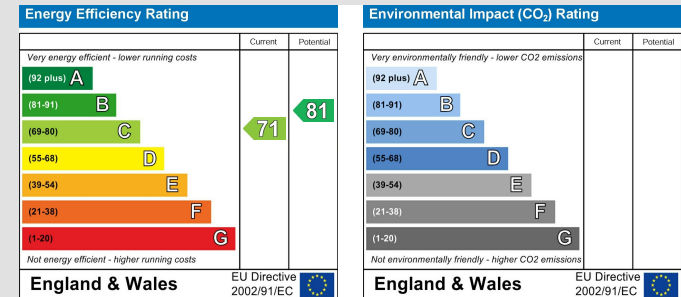 Energy Efficiency Rating
Current Potential
Very energy efficient - lower running costs
(92 plus) A
(81-91) B
81
(69-80) C
71
(55-68) D
(39-54) E
(21-38) F
(1-20) G
Not energy efficient - higher running costs
England & Wales
EU Directive
2002/91/EC
Environmental Impact (CO₂) Rating
Current Potential
Very environmentally friendly - lower CO2 emissions
(92 plus) A
(81-91) B
(69-80) C
(55-68) D
(39-54) E
(21-38) F
(1-20) G
Not environmentally friendly - higher CO2 emissions
England & Wales
EU Directive
2002/91/EC